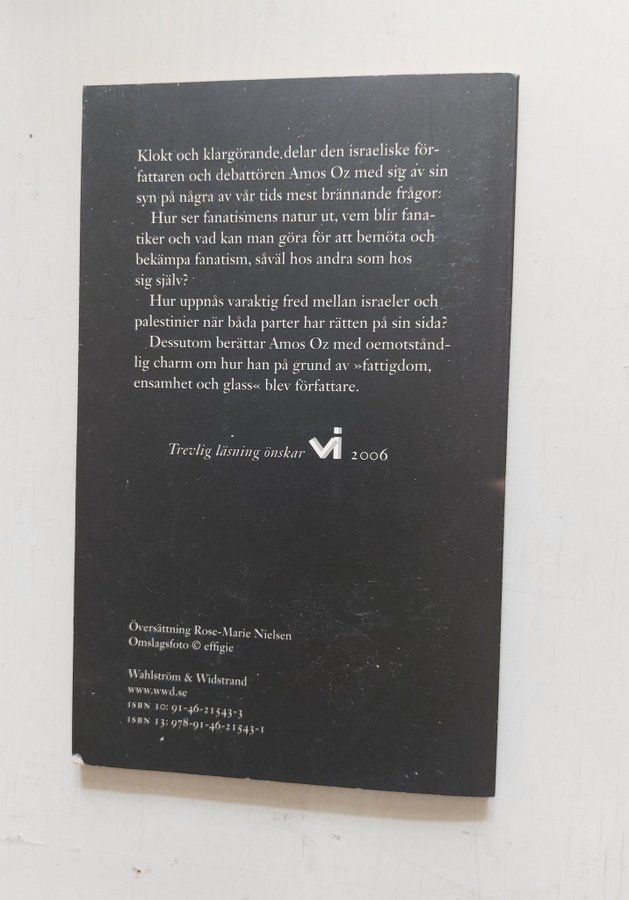 Klokt och klargörande delar den israeliske för-
fattaren och debattören Amos Oz med sig av sin
syn på några av vår tids mest brännande frågor:
Hur ser fanatismens natur ut, vem blir fana-
tiker och vad kan man göra för att bemöta och
bekämpa fanatism, såväl hos andra som hos
sig själv?
Hur uppnås varaktig fred mellan israeler och
palestinier när båda parter har rätten på sin sida?
Dessutom berättar Amos Oz med oemotstånd-
lig charm om hur han på grund av »fattigdom,
ensamhet och glass« blev författare.
Trevlig läsning önskar vi 2006
Översättning Rose-Marie Nielsen
Omslagsfoto © effigie
Wahlström & Widstrand
www.wwd.se
ISBN 10: 91-46-21543-3
ISBN 13: 978-91-46-21543-1